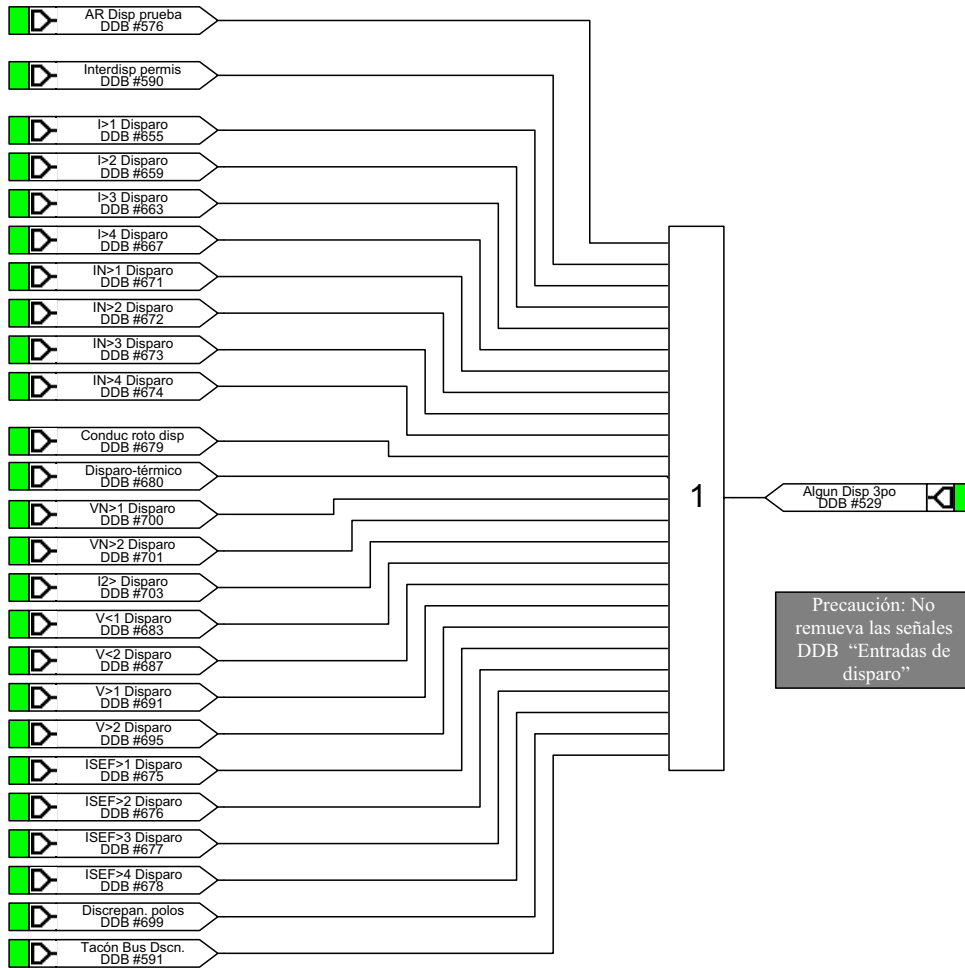 AR Disp prueba
DDB #576
Interdisp permis
DDB #590
I>1 Disparo
DDB #655
I>2 Disparo
DDB #659
I>3 Disparo
DDB #663
I>4 Disparo
DDB #667
IN>1 Disparo
DDB #671
IN>2 Disparo
DDB #672
IN>3 Disparo
DDB #673
IN>4 Disparo
DDB #674
Conduc roto disp
DDB #679
Disparo-térmico
DDB #680
VN>1 Disparo
DDB #700
VN>2 Disparo
DDB #701
I2> Disparo
DDB #703
V<1 Disparo
DDB #683
V<2 Disparo
DDB #687
V>1 Disparo
DDB #691
V>2 Disparo
DDB #695
ISEF>1 Disparo
DDB #675
ISEF>2 Disparo
DDB #676
ISEF>3 Disparo
DDB #677
ISEF>4 Disparo
DDB #678
Discrepan. polos
DDB #699
Tacón Bus Dscn.
DDB #591
1
Algun Disp 3po
DDB #529
Precaución: No
remueva las señales
DDB “Entradas de
disparo”